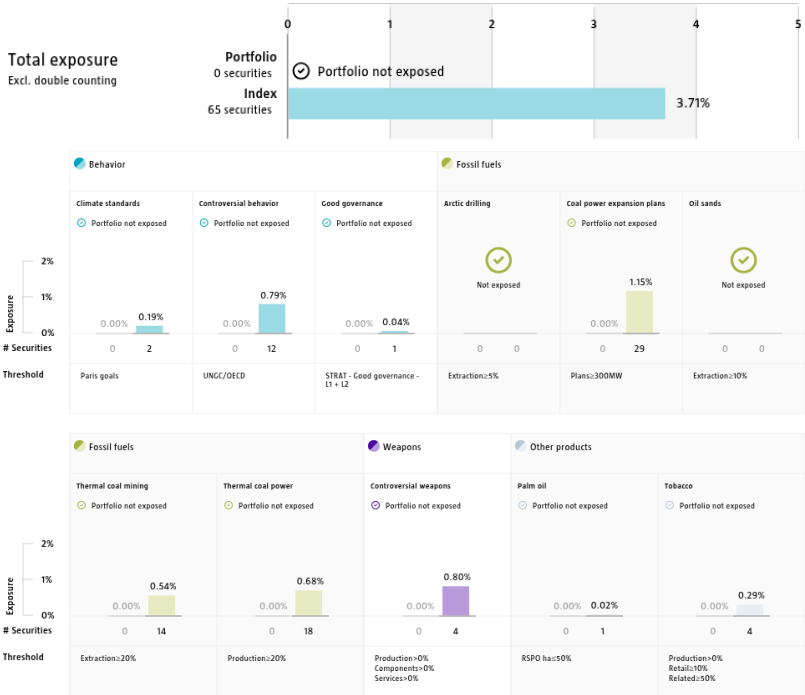 0 1 2 3 4 5
Total exposure
Excl. double counting
Portfolio
0 securities
Portfolio not exposed
Index
65 securities
3.71%
Behavior
Fossil fuels
Climate standards
Controversial behavior
Good governance
Arctic drilling
Coal power expansion plans
Oil sands
Portfolio not exposed
Portfolio not exposed
Portfolio not exposed
Portfolio not exposed
Not exposed
Not exposed
Exposure
2%
1%
0%
0.00% 0.19%
0.00% 0.79%
0.00% 0.04%
0.00% 1.15%
# Securities
0 2
0 12
0 1
0 0
0 29
0 0
Threshold
Paris goals
UNGC/OECD
STRAT - Good governance -
L1 + L2
Extraction≥5%
Plans≥300MW
Extraction≥10%
Fossil fuels
Weapons
Other products
Thermal coal mining
Thermal coal power
Controversial weapons
Palm oil
Tobacco
Portfolio not exposed
Portfolio not exposed
Portfolio not exposed
Portfolio not exposed
Portfolio not exposed
Exposure
2%
1%
0%
0.00% 0.54%
0.00% 0.68%
0.00% 0.80%
0.00% 0.02%
0.00% 0.29%
# Securities
0 14
0 18
0 4
0 1
0 4
Threshold
Extraction≥20%
Production≥20%
Production>0%
Components>0%
Services>0%
RSPO ha≤50%
Production>0%
Retail≥10%
Related≥50%